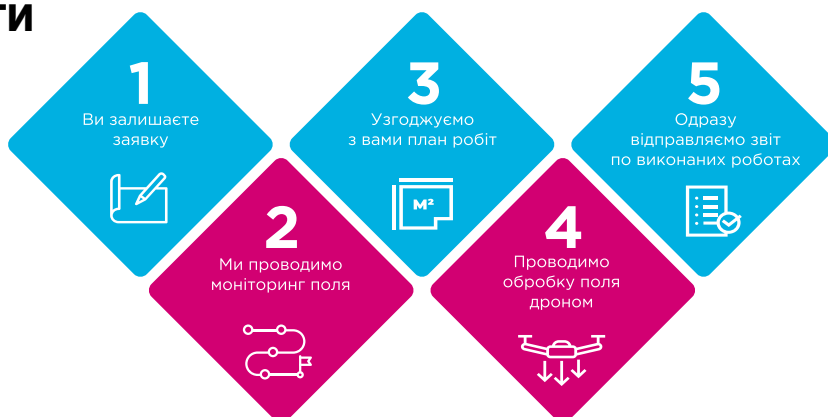 ти
1
Ви залишаєте
заявку
2
Ми проводимо
моніторинг поля
3
Узгоджуємо
з вами план робіт
M²
4
Проводимо
обробку поля
дроном
5
Одразу
відправляємо звіт
по виконаних роботах